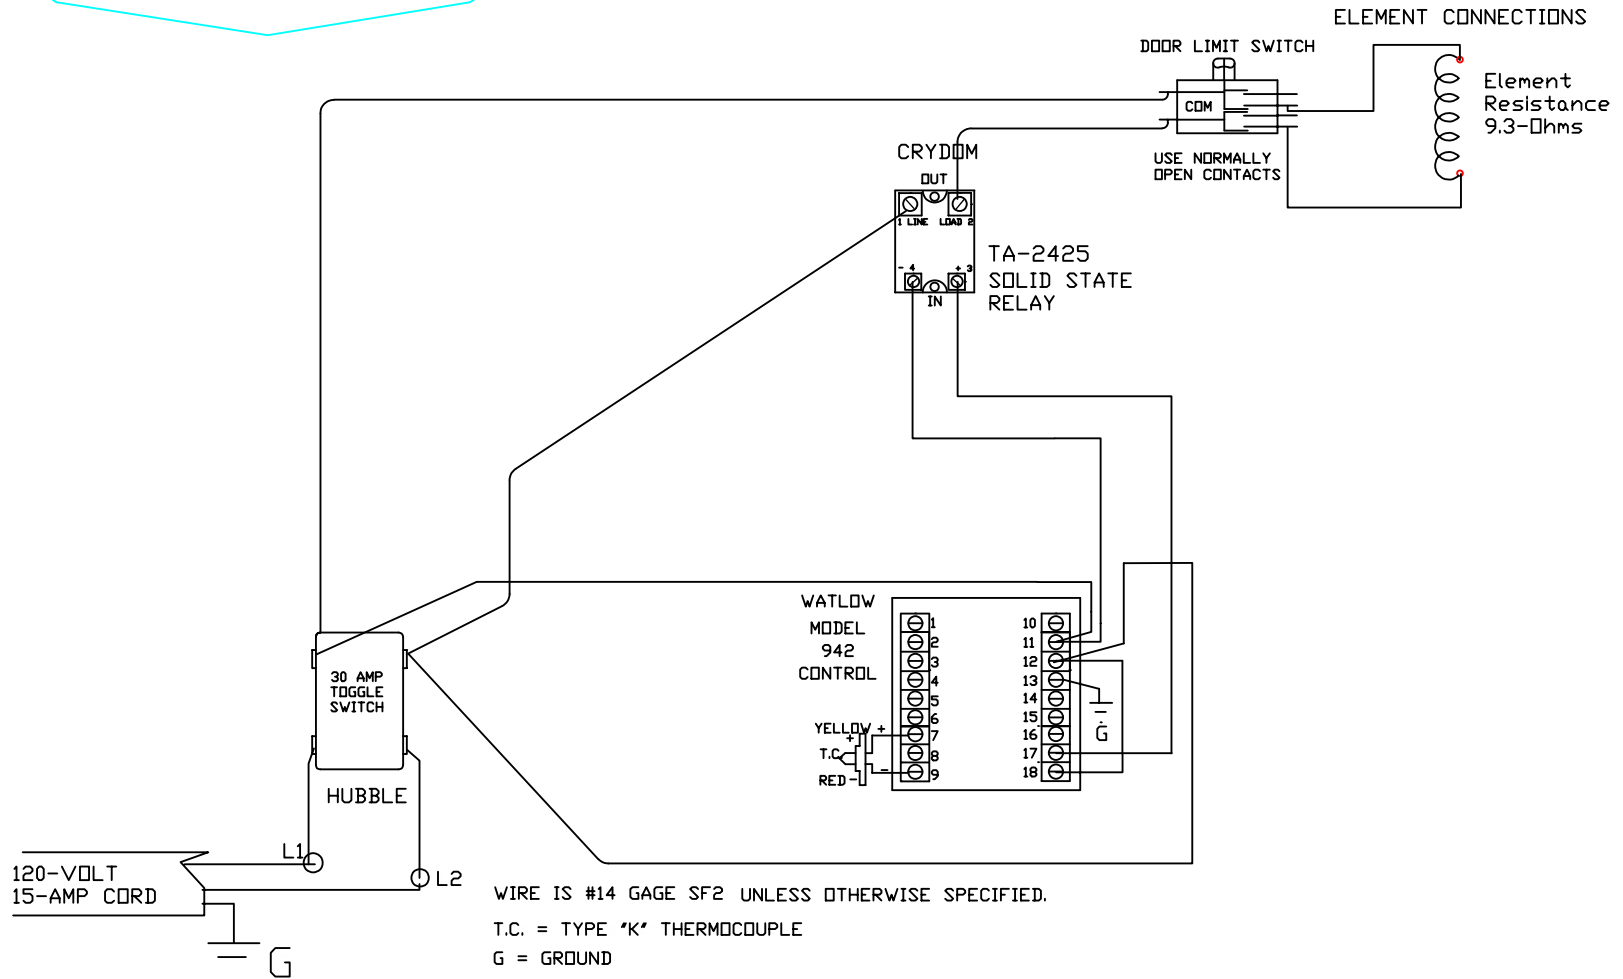 ELEMENT CONNECTIONS
DOOR LIMIT SWITCH
Element
Resistance
9.3-Ohms
COM
USE NORMALLY
OPEN CONTACTS
CRYDOM
OUT
1 LINE LOAD 2
- 4 + 3
IN
TA-2425
SOLID STATE
RELAY
WATLOW
MODEL
942
CONTROL
1
2
3
4
5
6
7
8
9
10
11
12
13
14
15
16
17
18
G
YELLOW +
+
T.C.
-
RED -
30 AMP
TOGGLE
SWITCH
HUBBLE
L1
L2
120-VOLT
15-AMP CORD
G
WIRE IS #14 GAGE SF2 UNLESS OTHERWISE SPECIFIED.
T.C. = TYPE "K" THERMOCOUPLE
G = GROUND